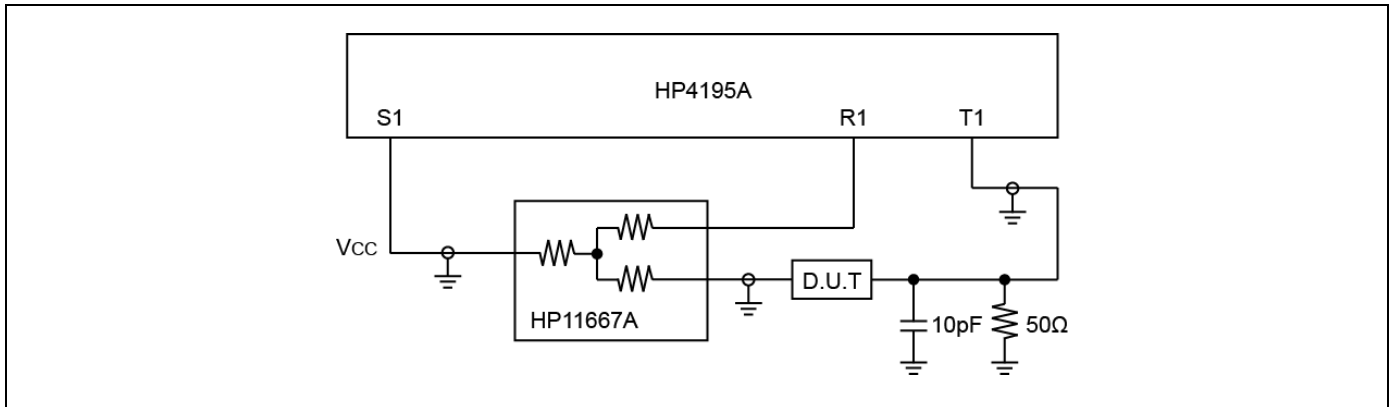 HP4195A
S1 R1 T1
VCC
HP11667A
D.U.T
10pF 50Ω